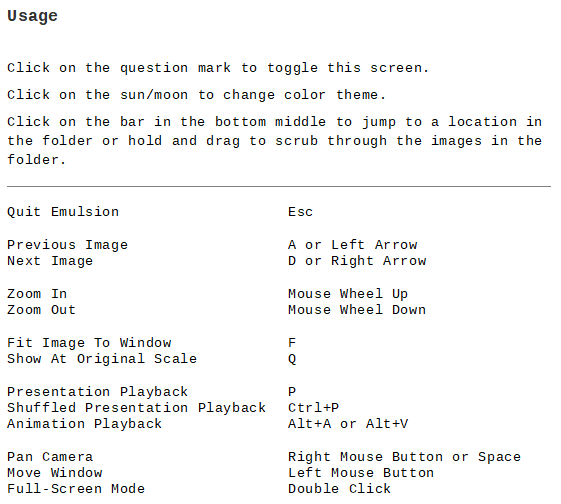 Usage
Click on the question mark to toggle this screen.
Click on the sun/moon to change color theme.
Click on the bar in the bottom middle to jump to a location in
the folder or hold and drag to scrub through the images in the
folder.
Quit Emulsion Esc
Previous Image A or Left Arrow
Next Image D or Right Arrow
Zoom In Mouse Wheel Up
Zoom Out Mouse Wheel Down
Fit Image To Window F
Show At Original Scale Q
Presentation Playback P
Shuffled Presentation Playback Ctrl+P
Animation Playback Alt+A or Alt+V
Pan Camera Right Mouse Button or Space
Move Window Left Mouse Button
Full-Screen Mode Double Click